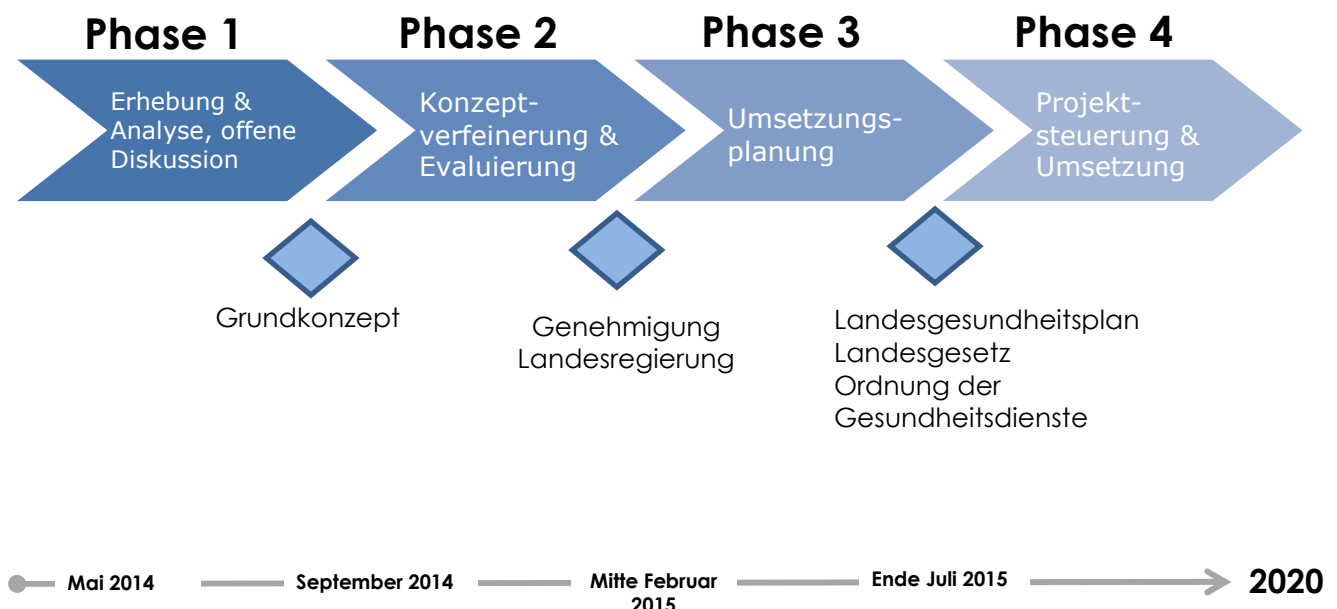 Phase 1
Phase 2
Phase 3
Phase 4
Erhebung &
Analyse, offene
Diskussion
Konzept-
verfeinerung &
Evaluierung
Umsetzungs-
planung
Projekt-
steuerung &
Umsetzung
Grundkonzept
Genehmigung
Landesregierung
Landesgesundheitsplan
Landesgesetz
Ordnung der
Gesundheitsdienste
Mai 2014
September 2014
Mitte Februar
2015
Ende Juli 2015
2020